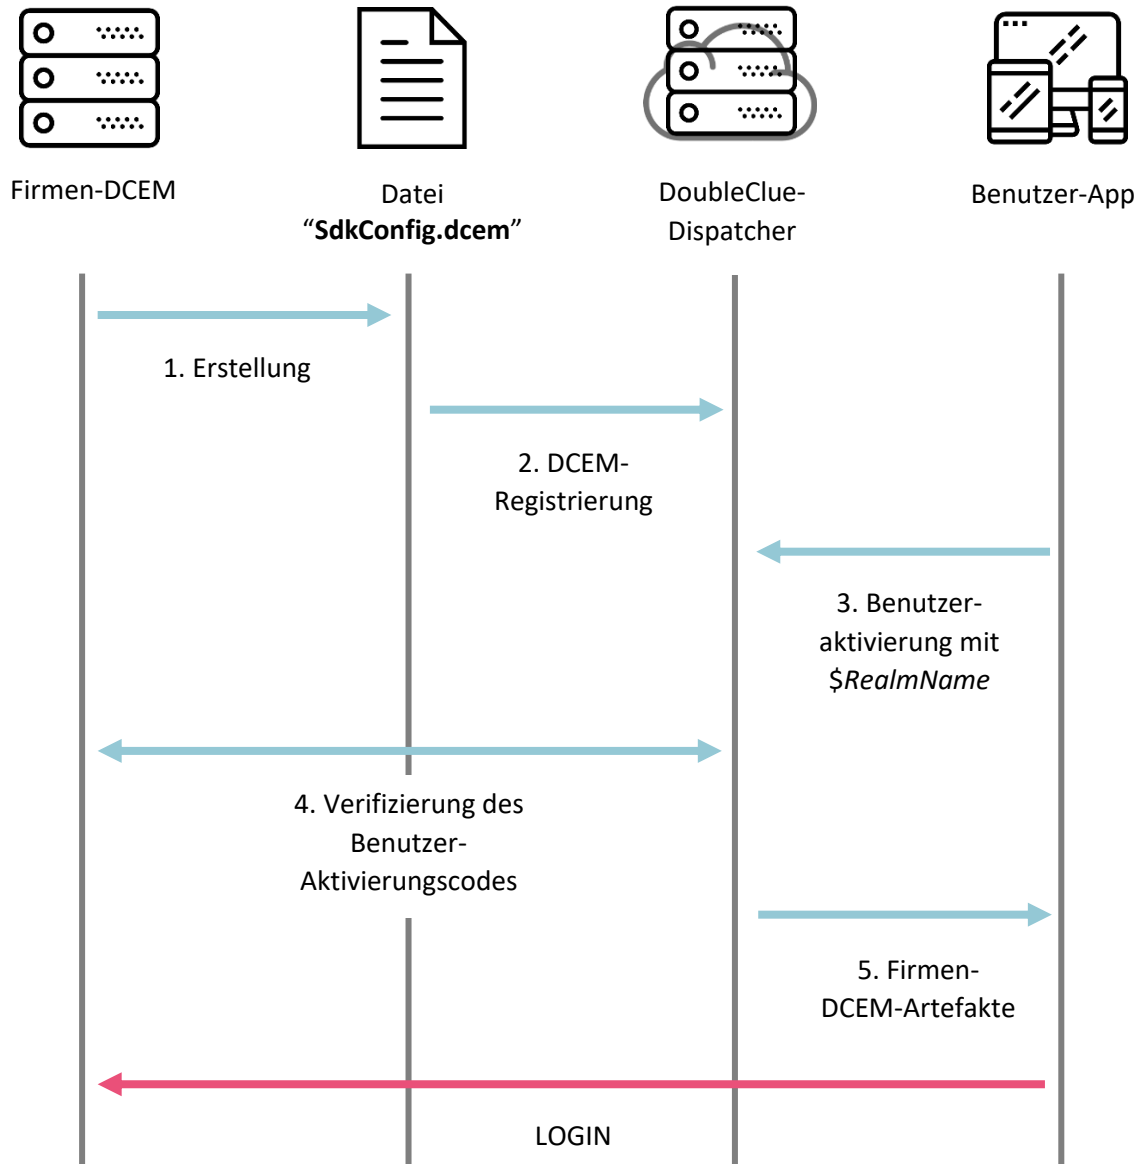 Firmen-DCEM
Datei
“SdkConfig.dcem”
DoubleClue-
Dispatcher
Benutzer-App
1. Erstellung
2. DCEM-
Registrierung
3. Benutzer-
aktivierung mit
$RealmName
4. Verifizierung des
Benutzer-
Aktivierungscodes
5. Firmen-
DCEM-Artefakte
LOGIN